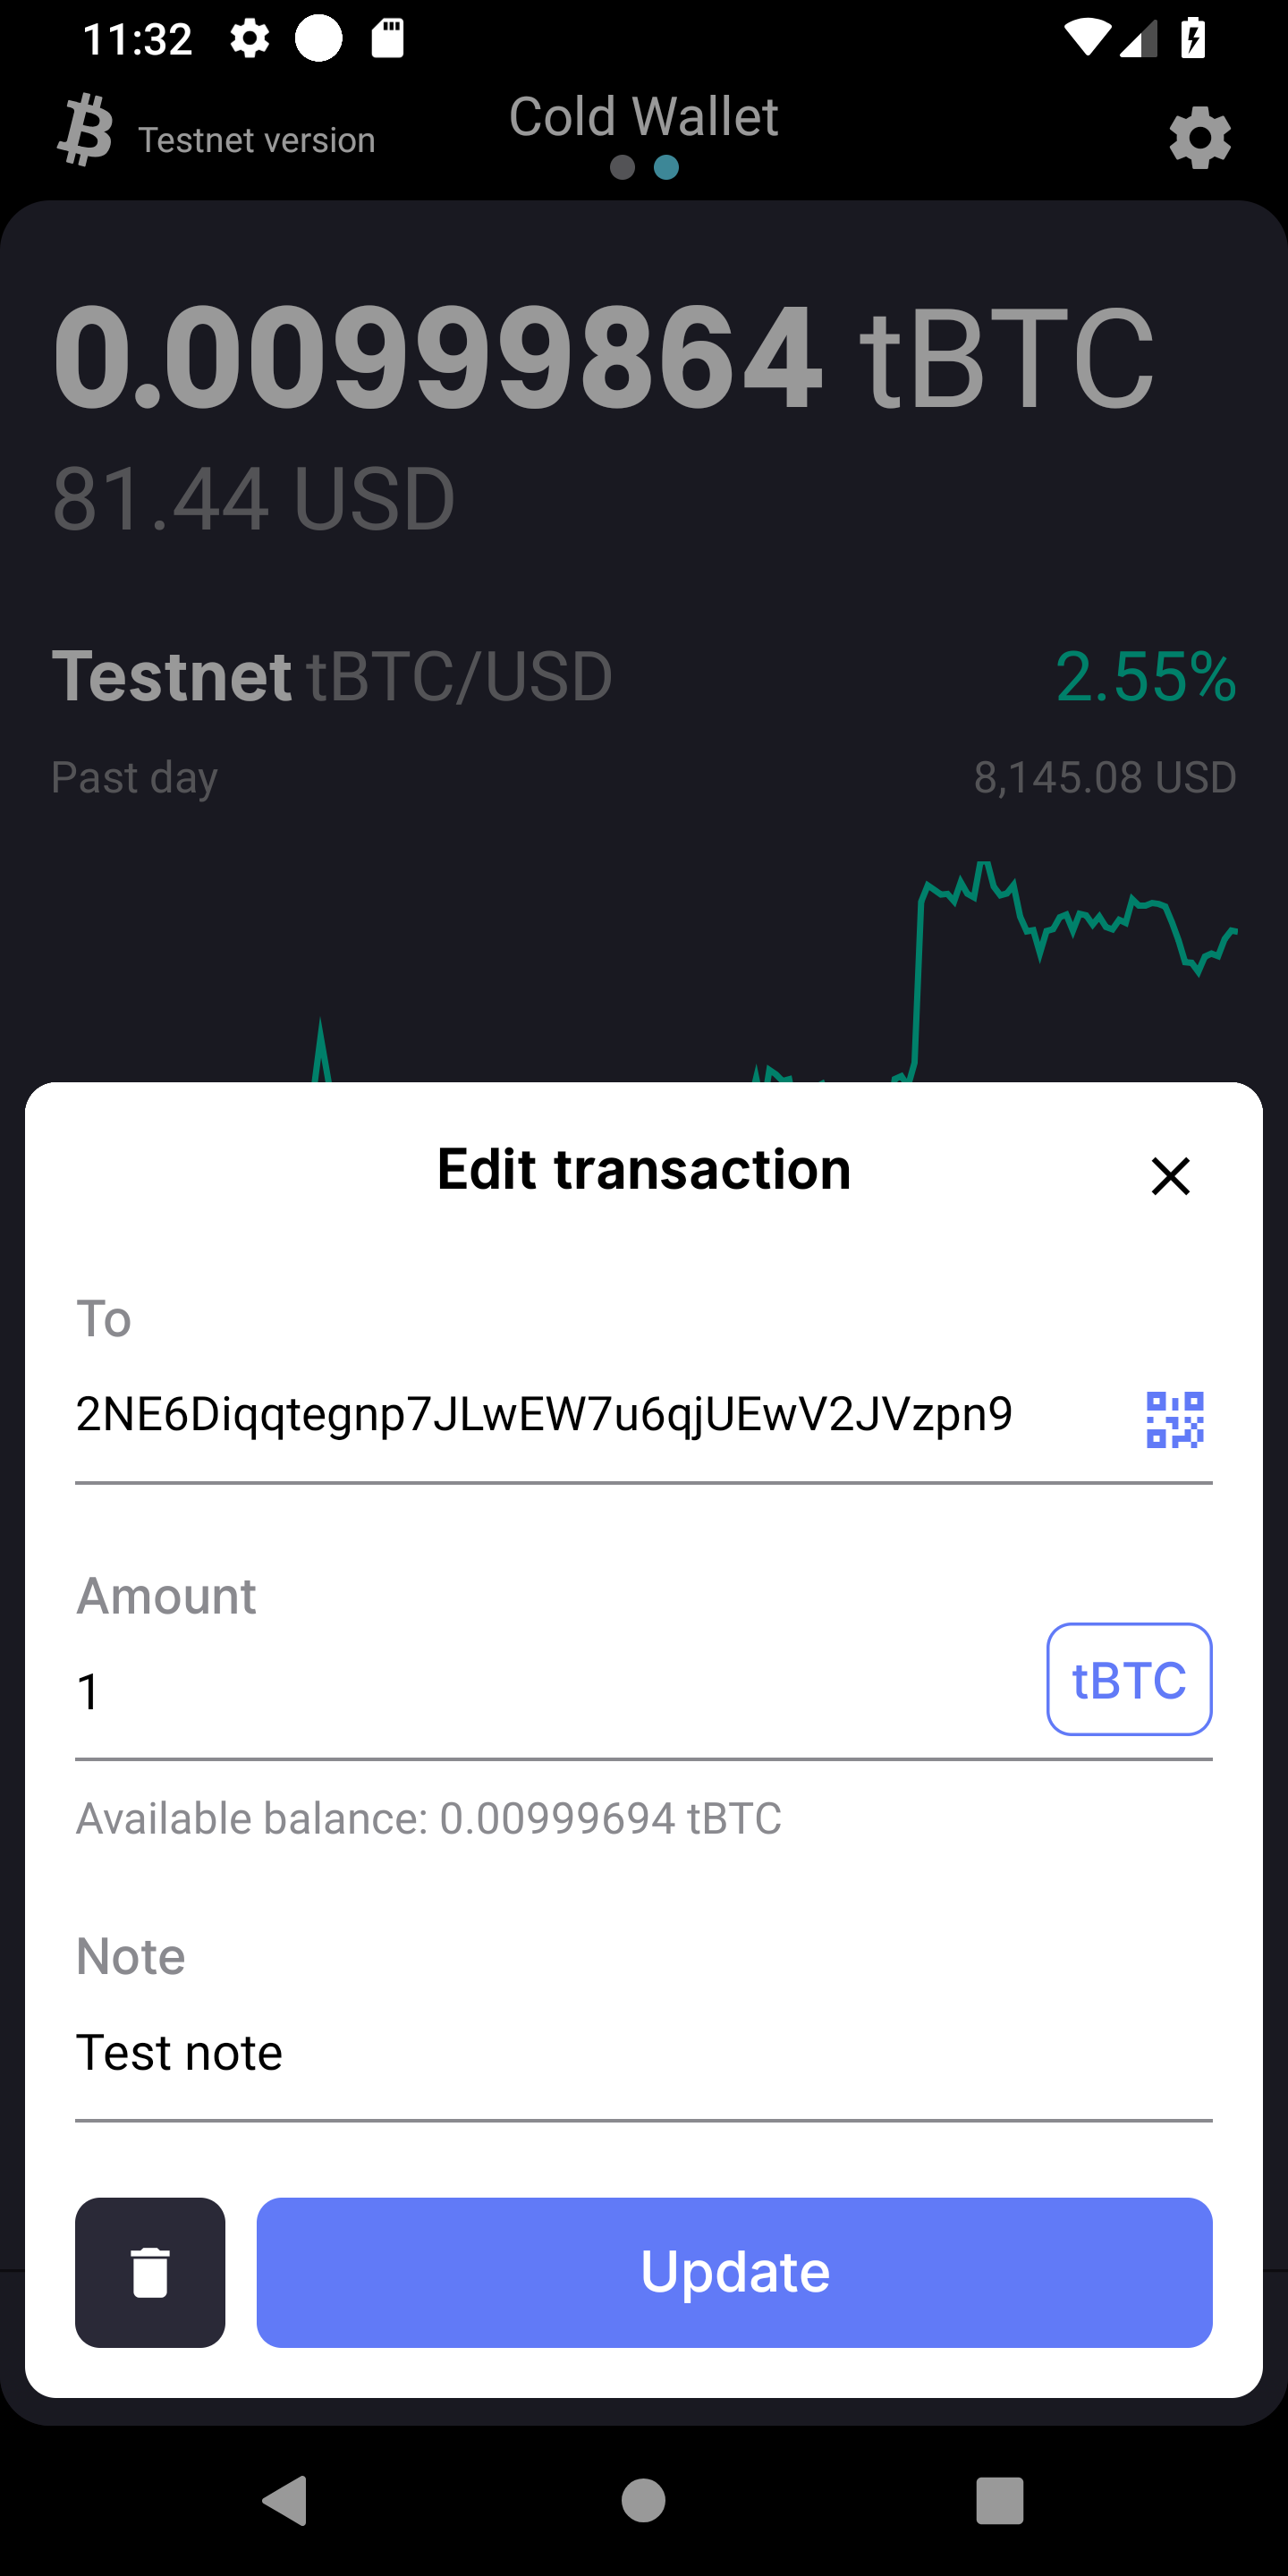 11:32
Testnet version
Cold Wallet
0.00999864 tBTC
81.44 USD
Testnet tBTC/USD
2.55%
Past day
8,145.08 USD
Edit transaction
To
2NE6Diqqtegnp7JLwEW7u6qjUEwV2JVzpn9
Amount
1
tBTC
Available balance: 0.00999694 tBTC
Note
Test note
Update